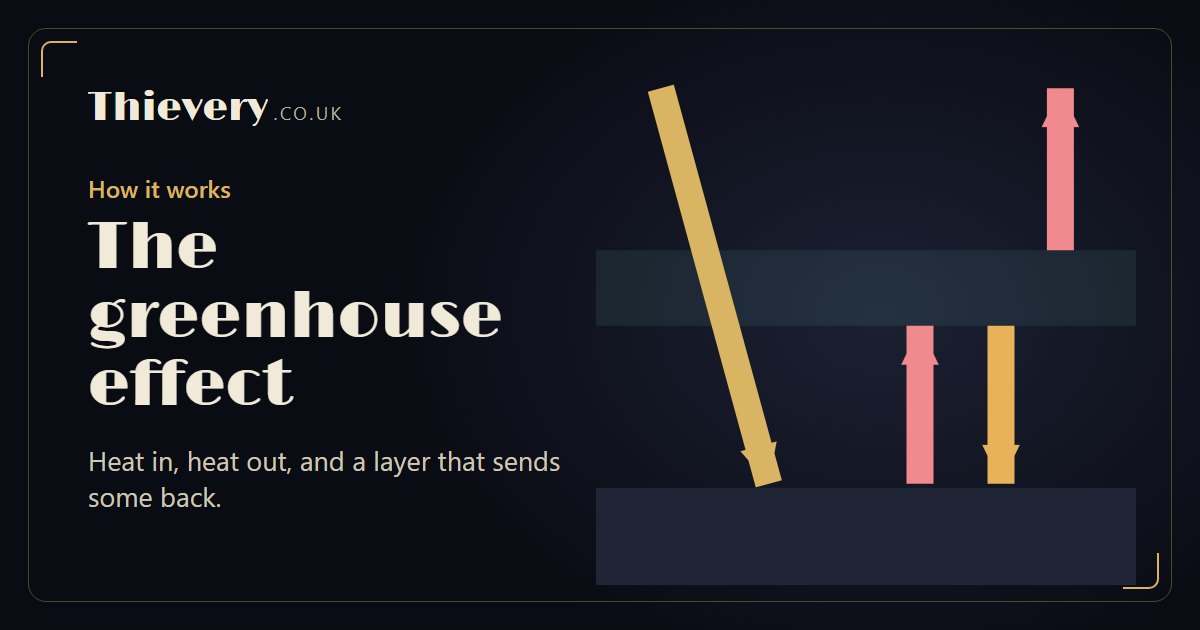 Thievery.CO.UK
How it works
The
greenhouse
effect
Heat in, heat out, and a layer that sends
some back.